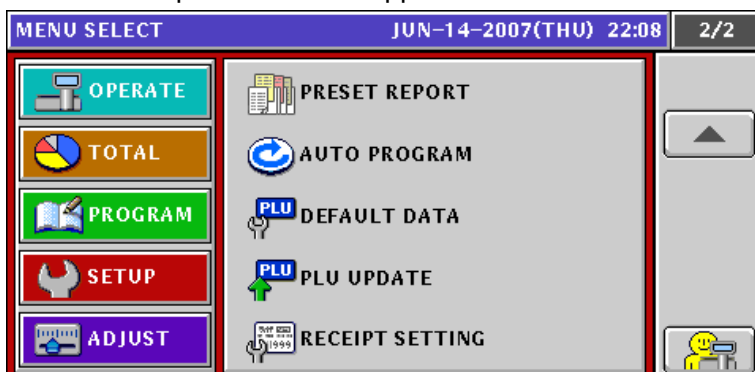 MENU SELECT JUN-14-2007(THU) 22:08 2/2
OPERATE
TOTAL
PROGRAM
SETUP
ADJUST
PRESET REPORT
AUTO PROGRAM
PLU DEFAULT DATA
PLU PLU UPDATE
1999 RECEIPT SETTING